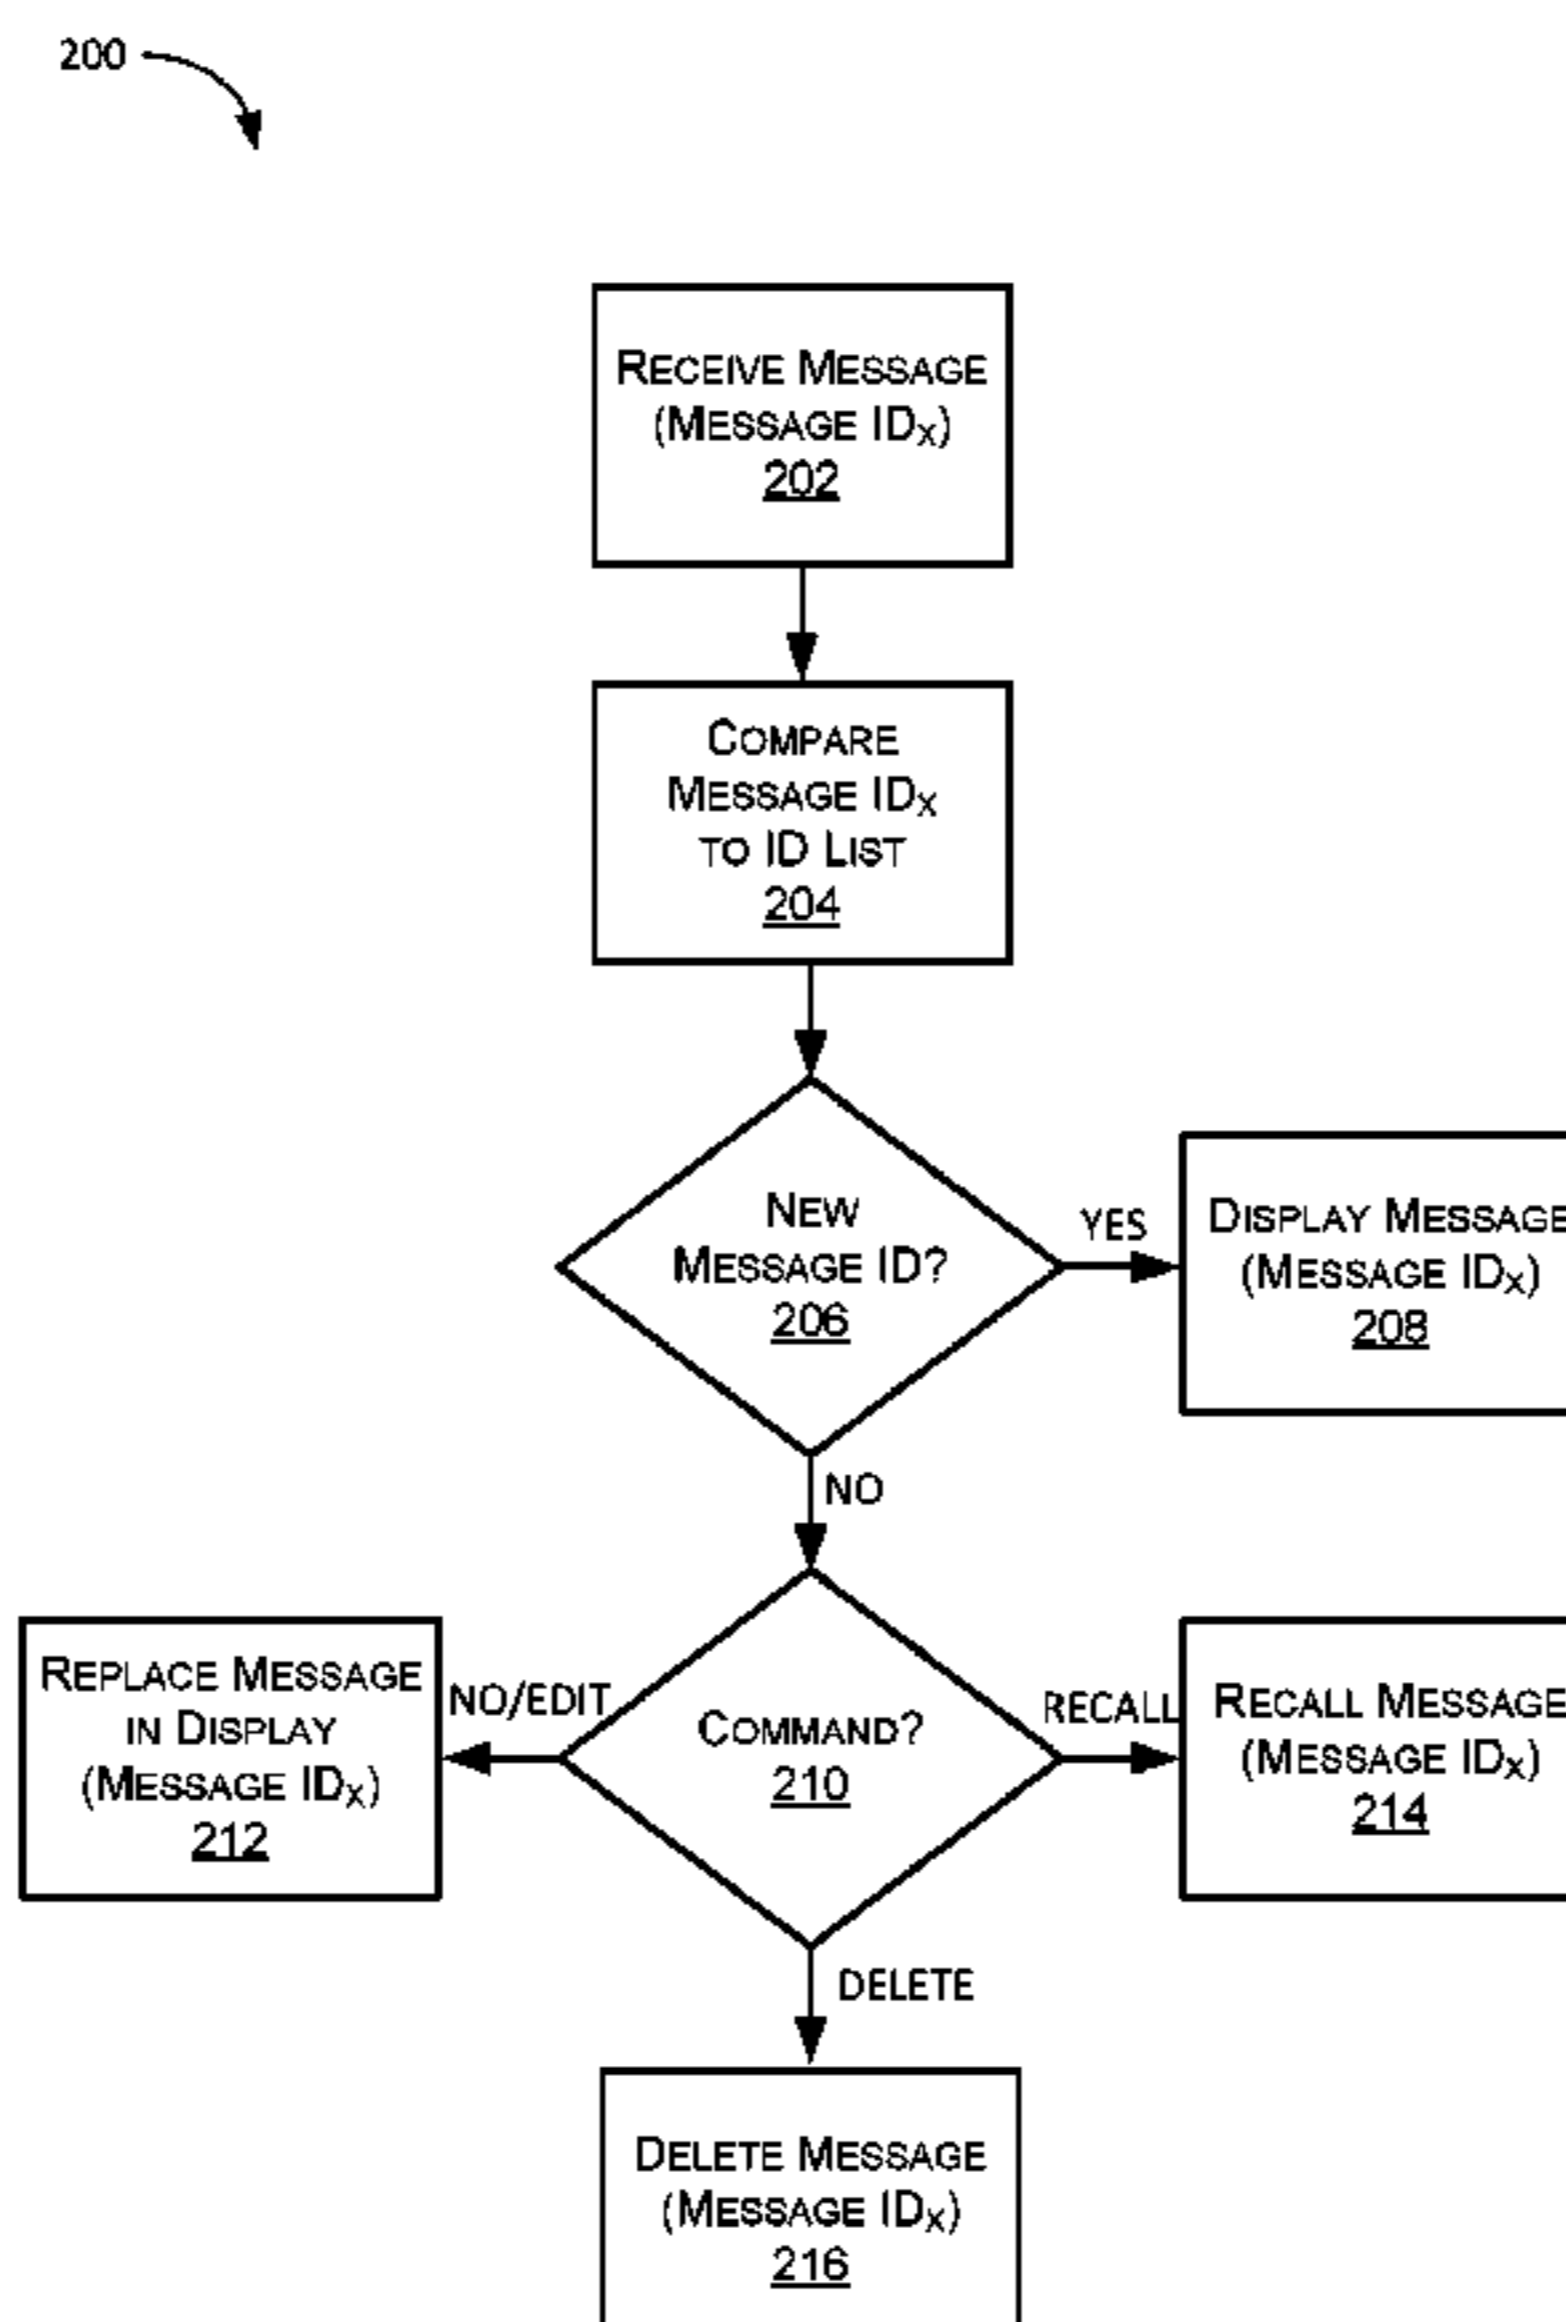 200
RECEIVE MESSAGE
(MESSAGE IDX)
202
COMPARE
MESSAGE IDX
TO ID LIST
204
NEW
MESSAGE ID?
206
YES
DISPLAY MESSAGE
(MESSAGE IDX)
208
NO
REPLACE MESSAGE
IN DISPLAY
(MESSAGE IDX)
212
NO/EDIT
COMMAND?
210
RECALL
RECALL MESSAGE
(MESSAGE IDX)
214
DELETE
DELETE MESSAGE
(MESSAGE IDX)
216